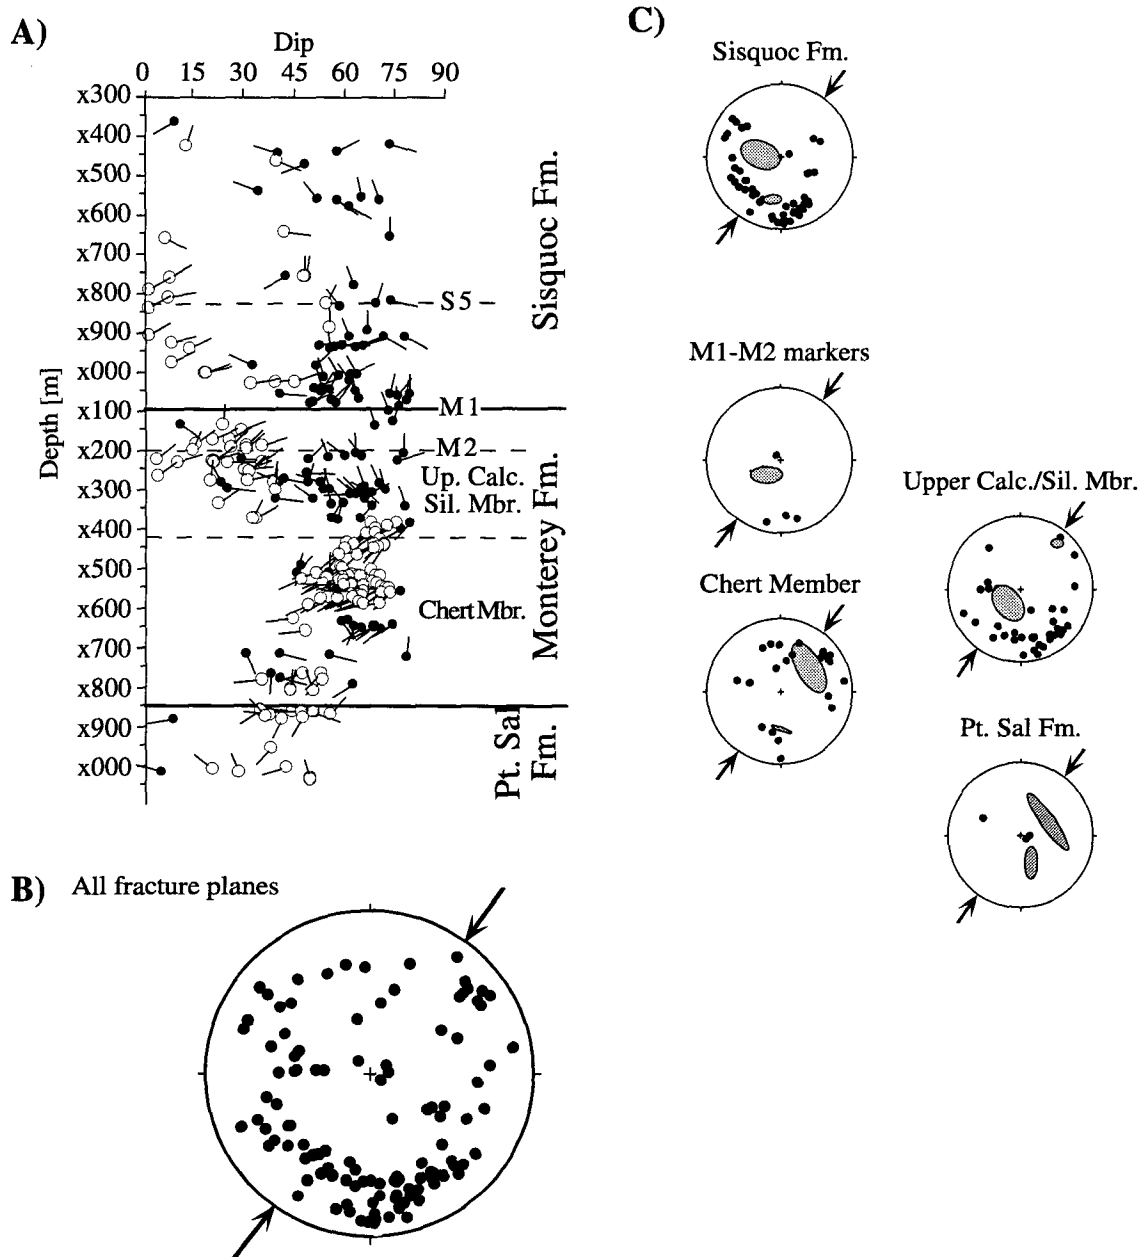 A)
Dip
0 15 30 45 60 75 90
Depth [m]
x300
x400
x500
x600
x700
x800
x900
x000
x100
x200
x300
x400
x500
x600
x700
x800
x900
x000
Sisquoc Fm.
S5
M1
M2
Up. Calc.
Sil. Mbr.
Chert Mbr.
Monterey Fm.
Pt. Sal
Fm.
B) All fracture planes
C)
Sisquoc Fm.
M1-M2 markers
Upper Calc./Sil. Mbr.
Chert Member
Pt. Sal Fm.